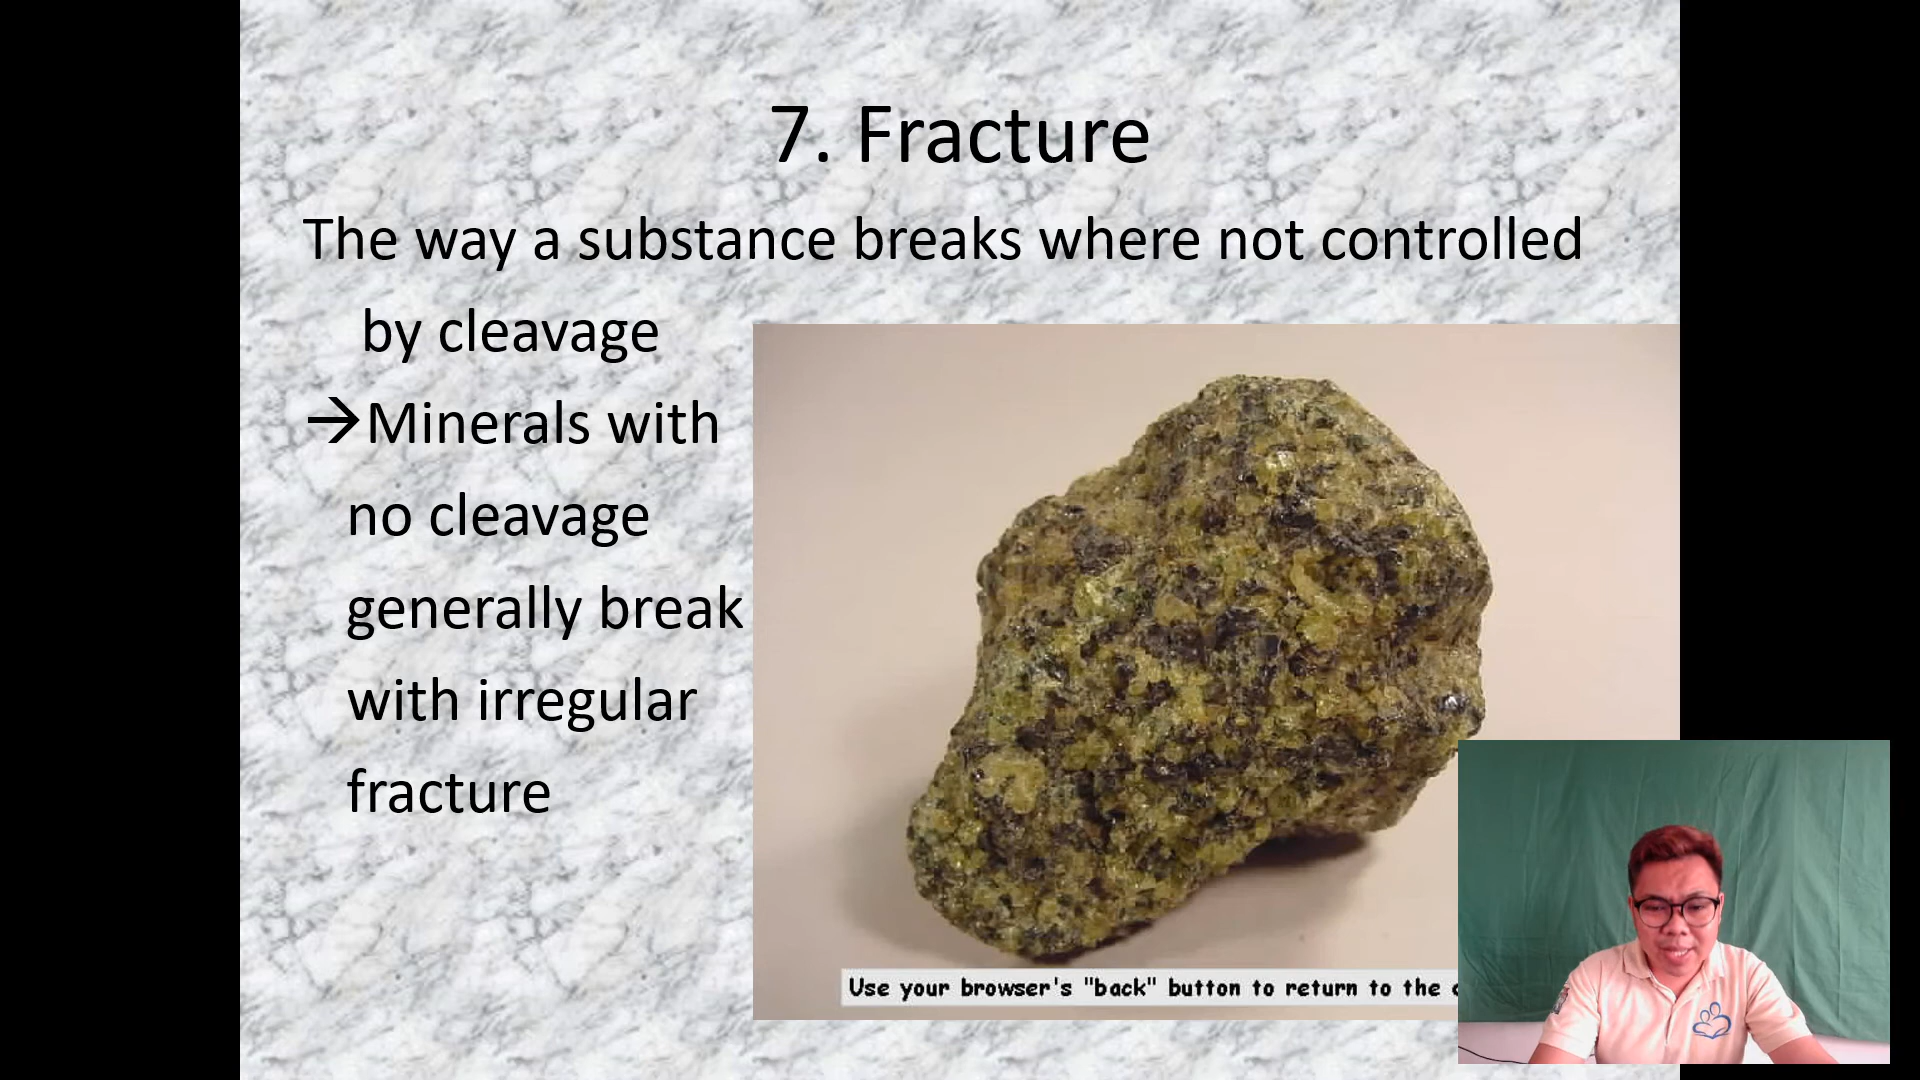 7. Fracture
The way a substance breaks where not controlled
by cleavage
→Minerals with
no cleavage
generally break
with irregular
fracture
Use your browser's "back" button to return to the